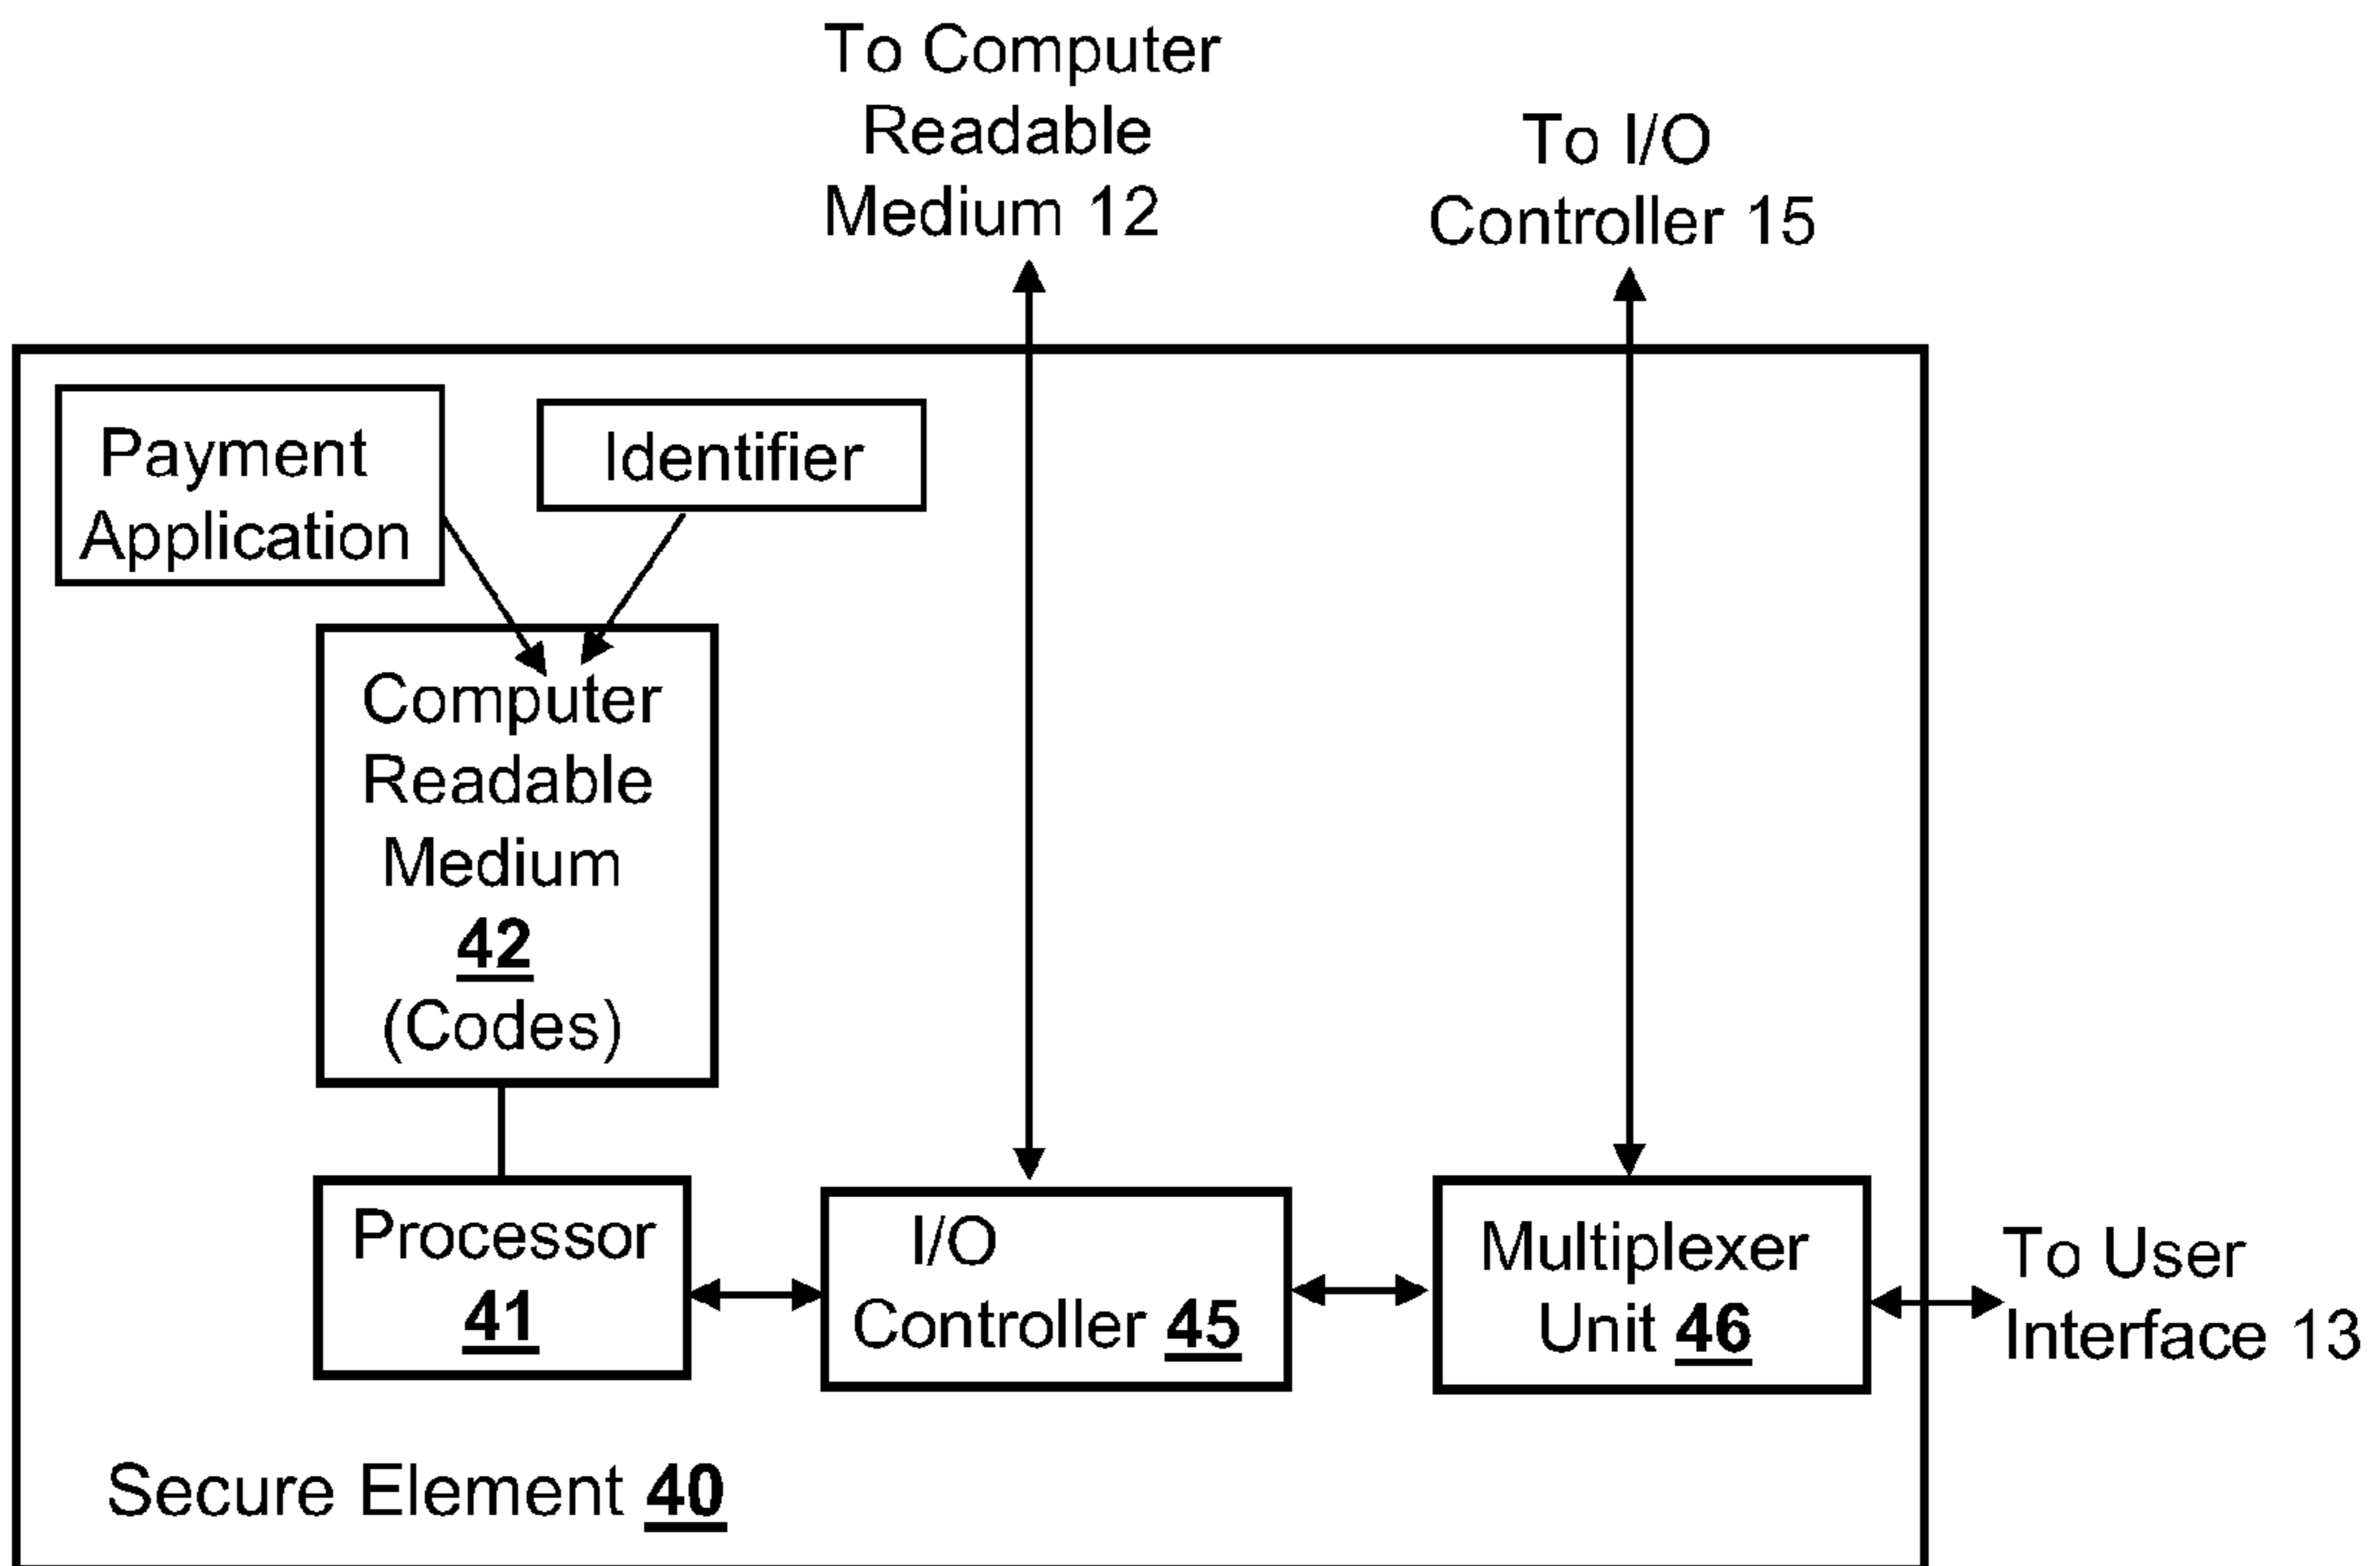 To Computer
Readable
Medium 12
To I/O
Controller 15
Payment
Application
Identifier
Computer
Readable
Medium
42
(Codes)
Processor
41
I/O
Controller 45
Multiplexer
Unit 46
To User
Interface 13
Secure Element 40